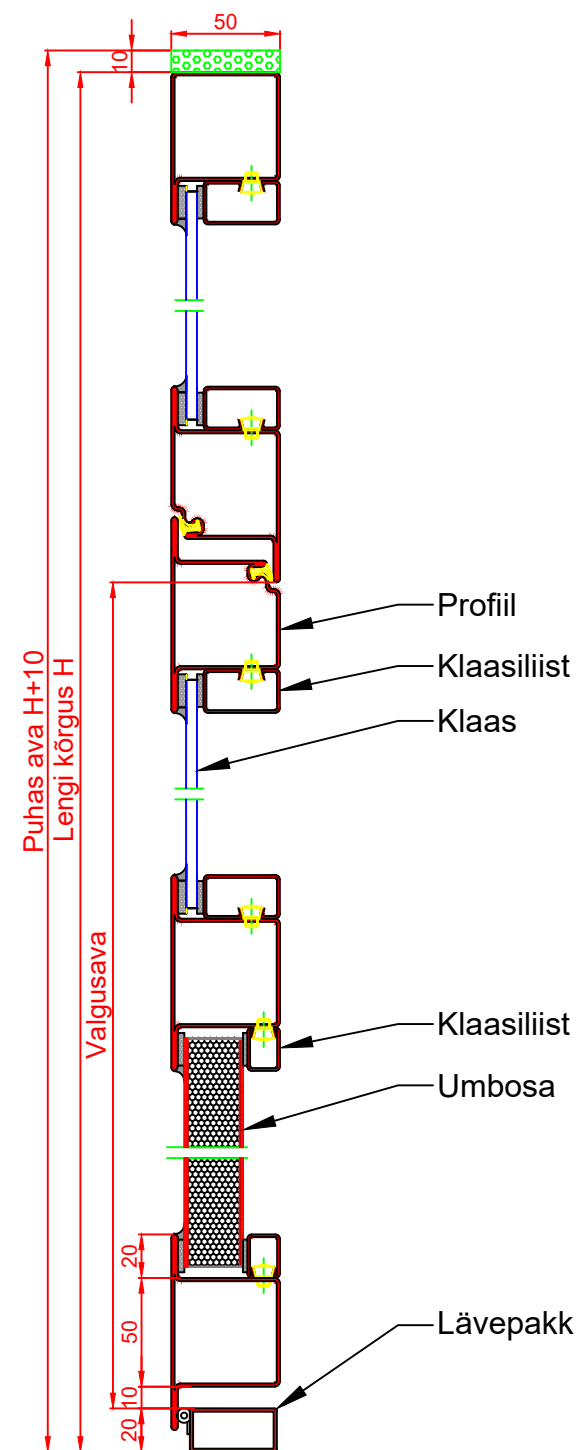 50
10
Puhas ava H+10
Lengi kõrgus H
Valgusava
Profiil
Klaasiliist
Klaas
Klaasiliist
Umbosa
20
50
10
20
Lävepakk